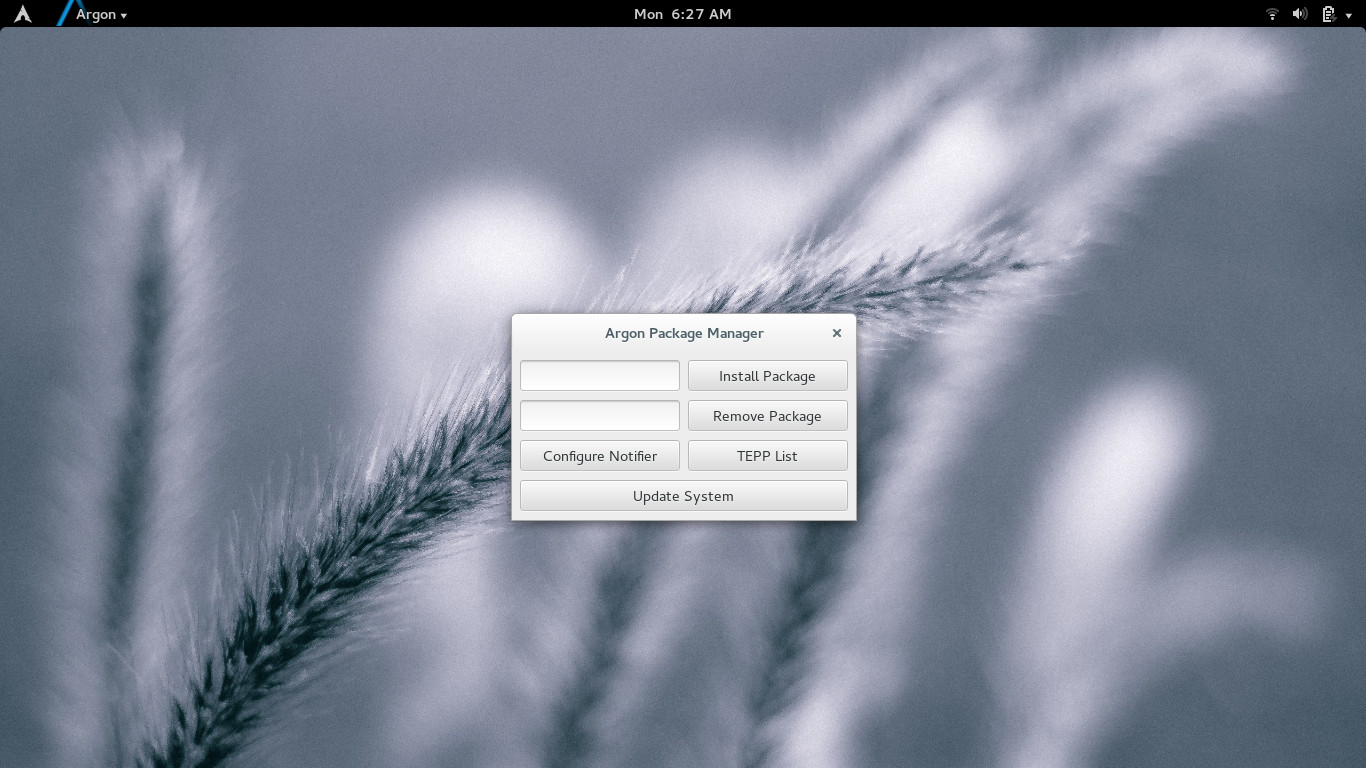 Argon
Mon 6:27 AM
Argon Package Manager
Install Package
Remove Package
Configure Notifier
TEPP List
Update System